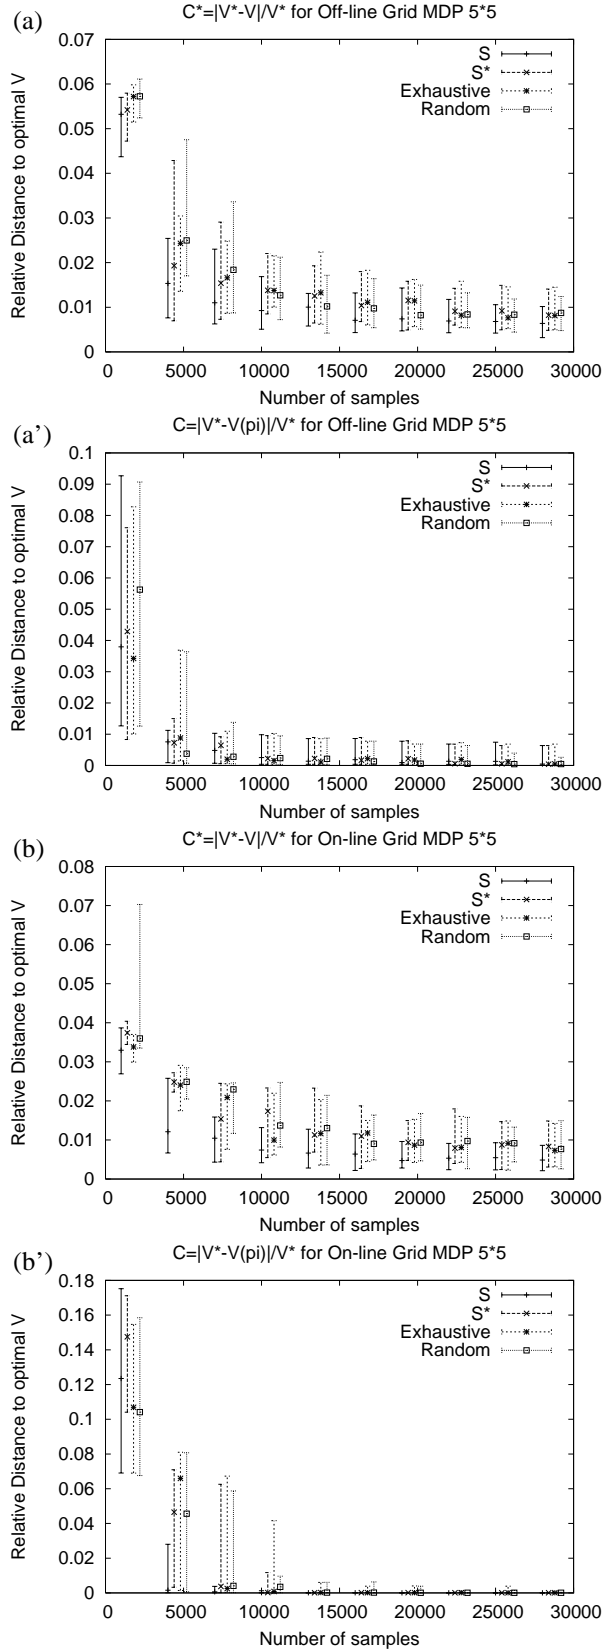 (a)
C*=|V*-V|/V* for Off-line Grid MDP 5*5
0.07
0.06
0.05
0.04
0.03
0.02
0.01
0
Relative Distance to optimal V
S
S*
Exhaustive
Random
0 5000 10000 15000 20000 25000 30000
Number of samples
(a')
C=|V*-V(pi)|/V* for Off-line Grid MDP 5*5
0.1
0.09
0.08
0.07
0.06
0.05
0.04
0.03
0.02
0.01
0
Relative Distance to optimal V
S
S*
Exhaustive
Random
0 5000 10000 15000 20000 25000 30000
Number of samples
(b)
C*=|V*-V|/V* for On-line Grid MDP 5*5
0.08
0.07
0.06
0.05
0.04
0.03
0.02
0.01
0
Relative Distance to optimal V
S
S*
Exhaustive
Random
0 5000 10000 15000 20000 25000 30000
Number of samples
(b')
C=|V*-V(pi)|/V* for On-line Grid MDP 5*5
0.18
0.16
0.14
0.12
0.1
0.08
0.06
0.04
0.02
0
Relative Distance to optimal V
S
S*
Exhaustive
Random
0 5000 10000 15000 20000 25000 30000
Number of samples